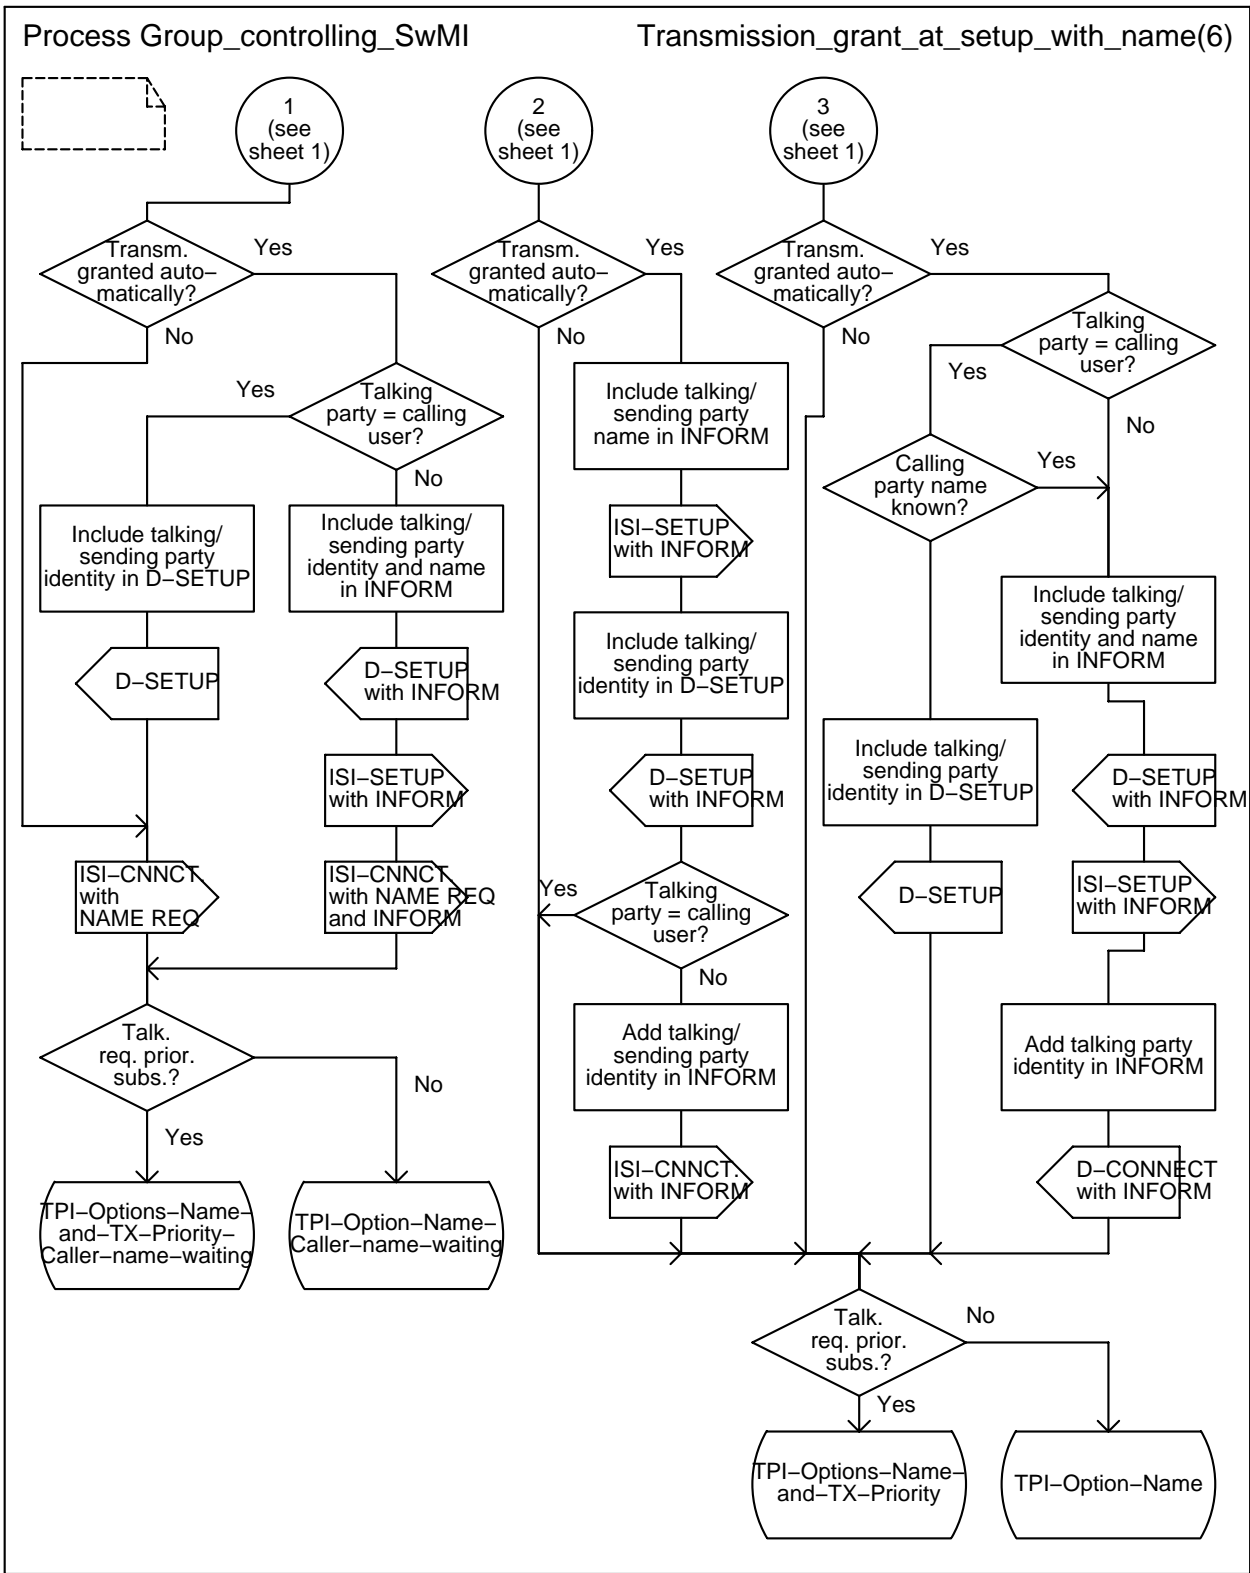 Process Group_controlling_SwMI
Transmission_grant_at_setup_with_name(6)
1
(see
sheet 1)
2
(see
sheet 1)
3
(see
sheet 1)
Transm.
granted auto–
matically?
Yes
No
Transm.
granted auto–
matically?
Yes
No
Transm.
granted auto–
matically?
Yes
No
Talking
party = calling
user?
Yes
No
Include talking/
sending party
name in INFORM
Talking
party = calling
user?
Yes
No
Calling
party name
known?
Yes
Include talking/
sending party
identity in D–SETUP
Include talking/
sending party
identity and name
in INFORM
ISI–SETUP
with INFORM
Include talking/
sending party
identity and name
in INFORM
D–SETUP
D–SETUP
with INFORM
Include talking/
sending party
identity in D–SETUP
Include talking/
sending party
identity in D–SETUP
ISI–SETUP
with INFORM
D–SETUP
with INFORM
D–SETUP
with INFORM
ISI–CNNCT.
with
NAME REQ
ISI–CNNCT.
with NAME REQ
and INFORM
Yes
Talking
party = calling
user?
No
D–SETUP
ISI–SETUP
with INFORM
Talk.
req. prior.
subs.?
No
Yes
Add talking/
sending party
identity in INFORM
Add talking party
identity in INFORM
TPI–Options–Name–
and–TX–Priority–
Caller–name–waiting
TPI–Option–Name–
Caller–name–waiting
ISI–CNNCT.
with INFORM
D–CONNECT
with INFORM
Talk.
req. prior.
subs.?
No
Yes
TPI–Options–Name–
and–TX–Priority
TPI–Option–Name